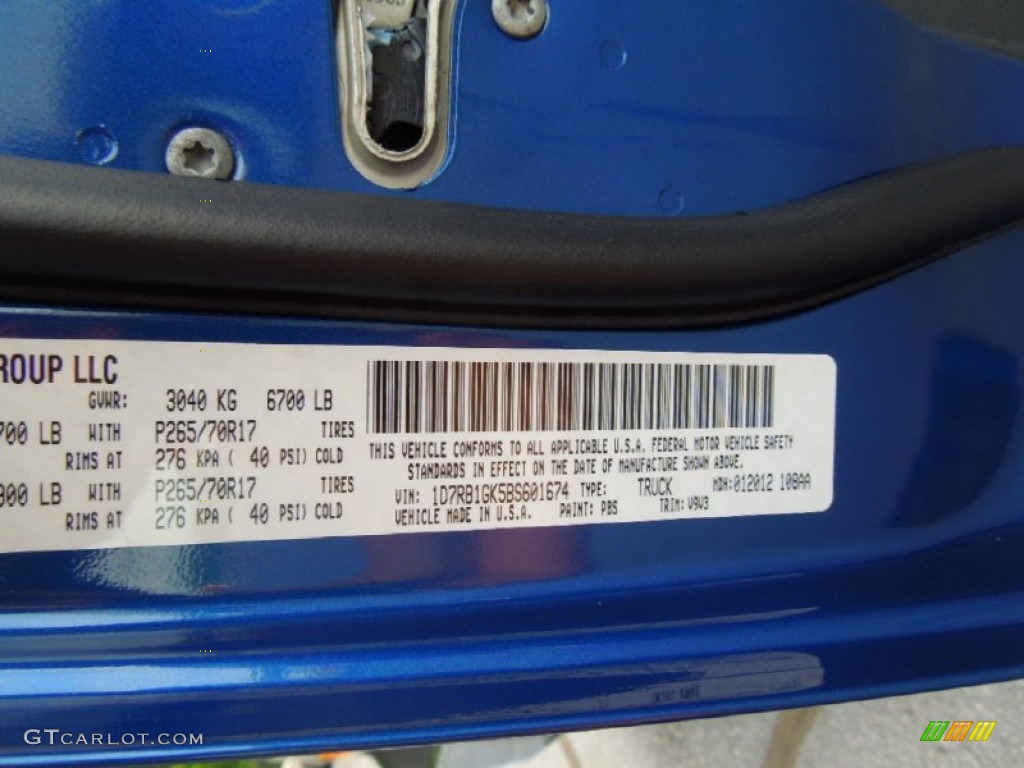 ROUP LLC
GVWR: 3040 KG 6700 LB
700 LB WITH P265/70R17 TIRES
RIMS AT 276 KPA ( 40 PSI) COLD
900 LB WITH P265/70R17 TIRES
RIMS AT 276 KPA ( 40 PSI) COLD
THIS VEHICLE CONFORMS TO ALL APPLICABLE U.S.A. FEDERAL MOTOR VEHICLE SAFETY
STANDARDS IN EFFECT ON THE DATE OF MANUFACTURE SHOWN ABOVE.
VIN: 1D7RB1GK5BS601674 TYPE: TRUCK MDH:012012 108AA
VEHICLE MADE IN U.S.A. PAINT: PBS TRIM: V9V3
GTCARLOT.COM